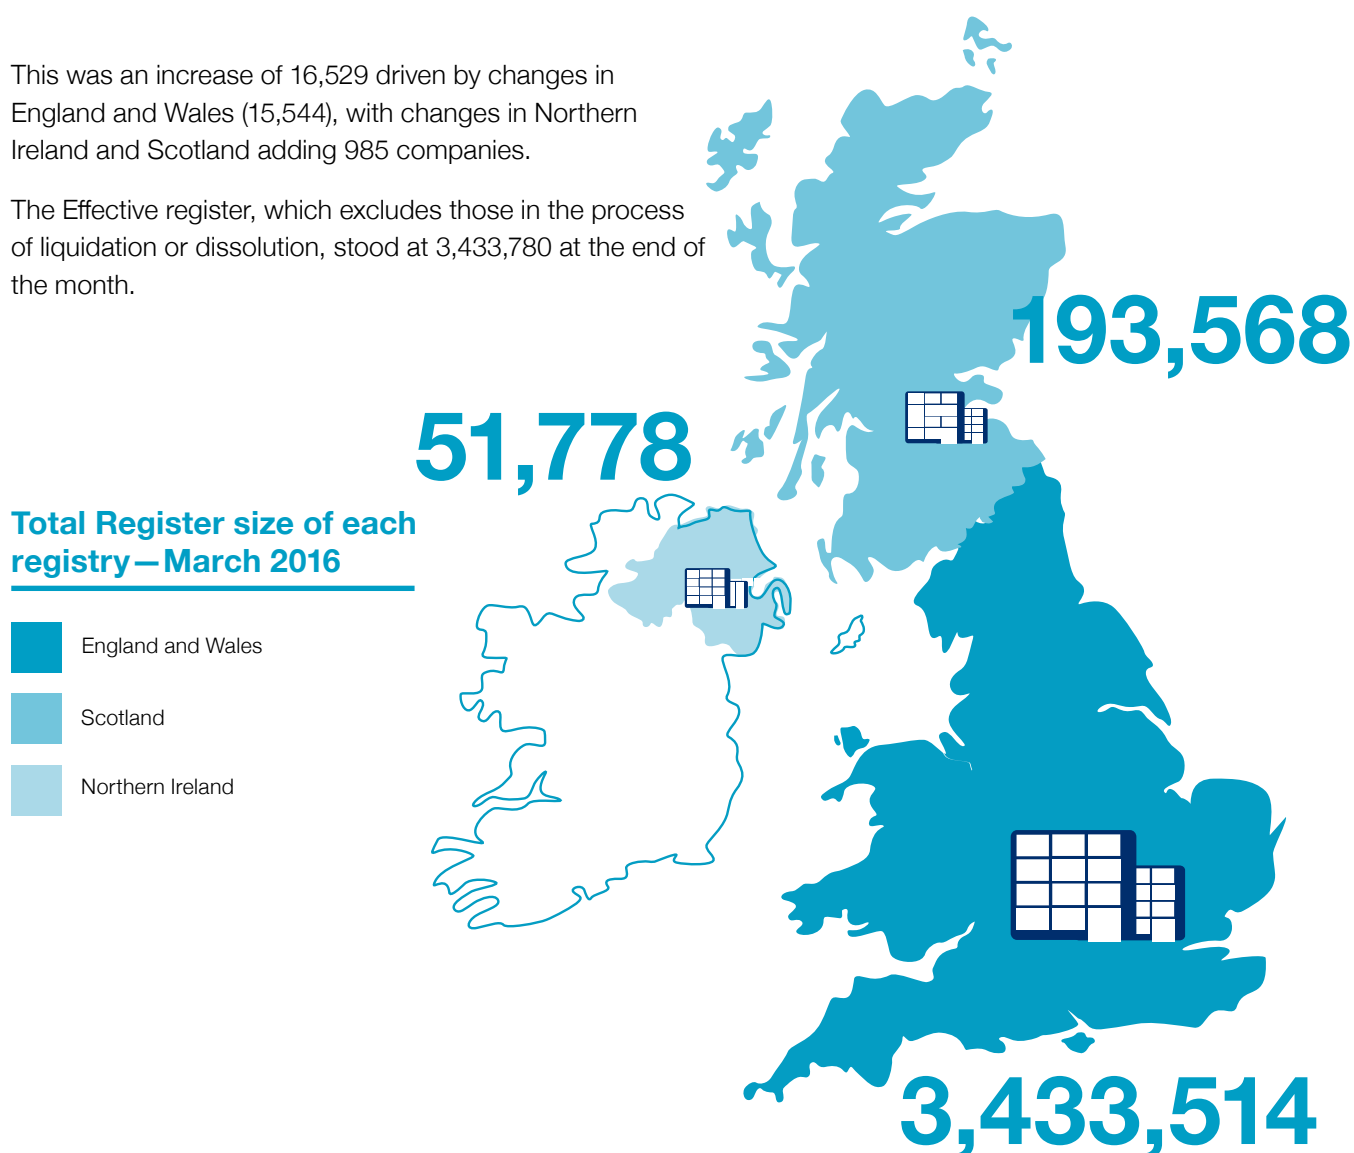 This was an increase of 16,529 driven by changes in
England and Wales (15,544), with changes in Northern
Ireland and Scotland adding 985 companies.
The Effective register, which excludes those in the process
of liquidation or dissolution, stood at 3,433,780 at the end of
the month.
193,568
51,778
Total Register size of each
registry—March 2016
England and Wales
Scotland
Northern Ireland
3,433,514